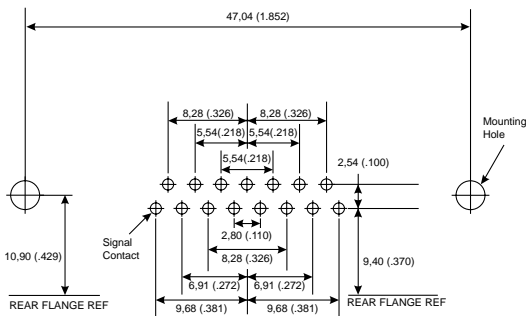 47,04 (1.852)
8,28 (.326) 8,28 (.326)
5,54(.218) 5,54(.218)
5,54(.218)
Mounting
Hole
2,54 (.100)
Signal
Contact
2,80 (.110)
8,28 (.326)
10,90 (.429)
9,40 (.370)
6,91 (.272) 6,91 (.272)
REAR FLANGE REF REAR FLANGE REF
9,68 (.381) 9,68 (.381)